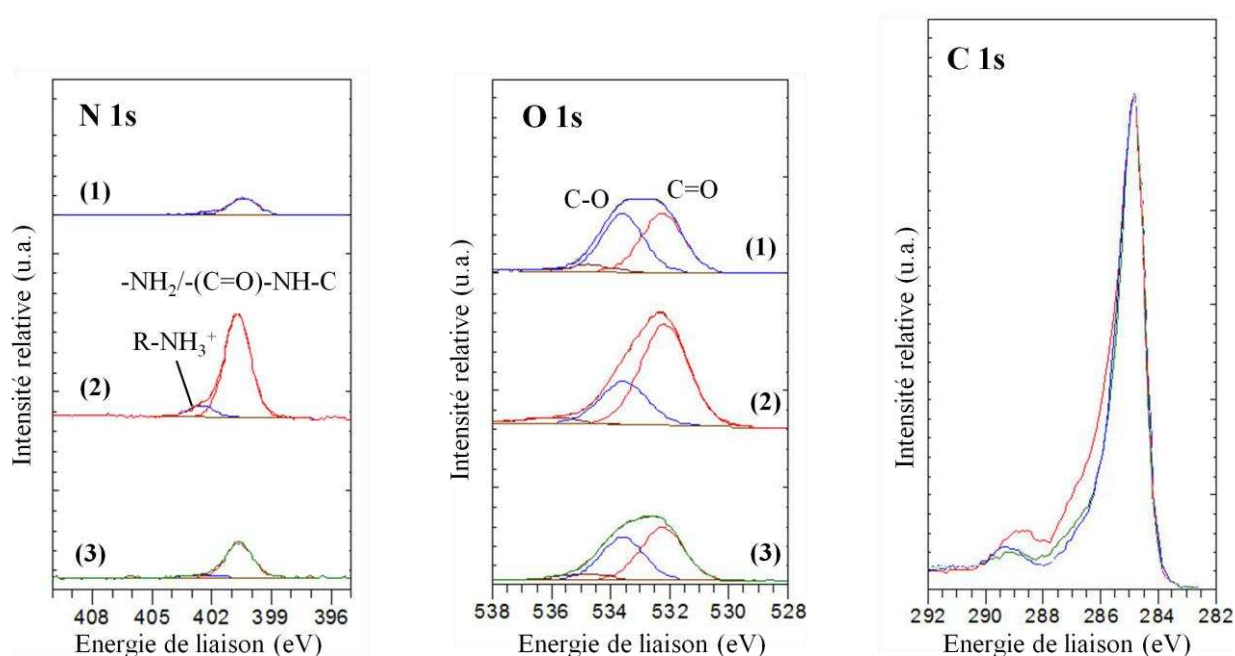 N 1s
(1)
-NH₂/-(C=O)-NH-C
R-NH₃⁺
(2)
(3)
408 405 402 399 396
Energie de liaison (eV)
Intensité relative (u.a.)
O 1s
C-O
C=O
(1)
(2)
(3)
538 536 534 532 530 528
Energie de liaison (eV)
Intensité relative (u.a.)
C 1s
292 290 288 286 284 282
Energie de liaison (eV)
Intensité relative (u.a.)